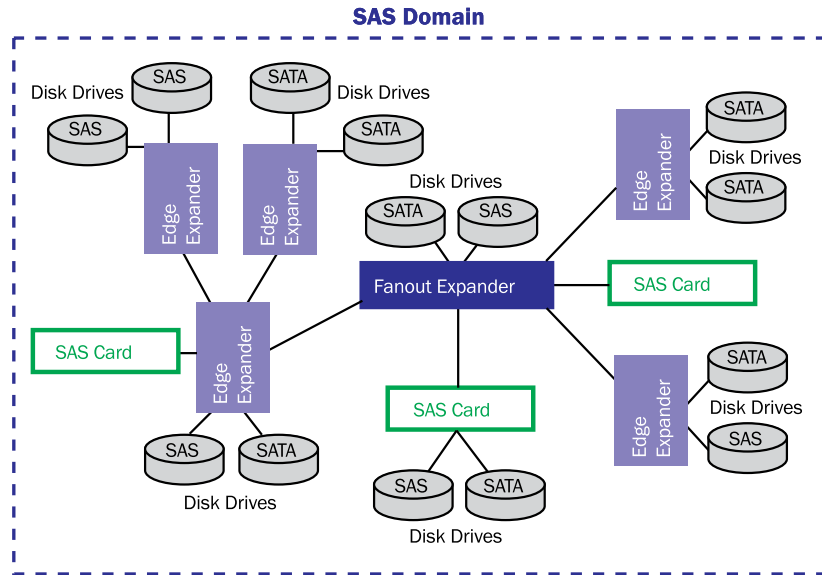 SAS Domain
SAS
SATA
Disk Drives
Disk Drives
SAS
SATA
Edge
Expander
Edge
Expander
SATA
Disk Drives
SATA
Edge
Expander
Disk Drives
SATA
SAS
Fanout Expander
SAS Card
SAS Card
Edge
Expander
SAS
SATA
Disk Drives
SAS Card
SAS
SATA
Disk Drives
Edge
Expander
SATA
Disk Drives
SAS